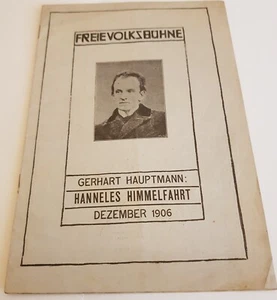 FREIE VOLKSBÜHNE
GERHART HAUPTMANN:
HANNELES HIMMELFAHRT
DEZEMBER 1906